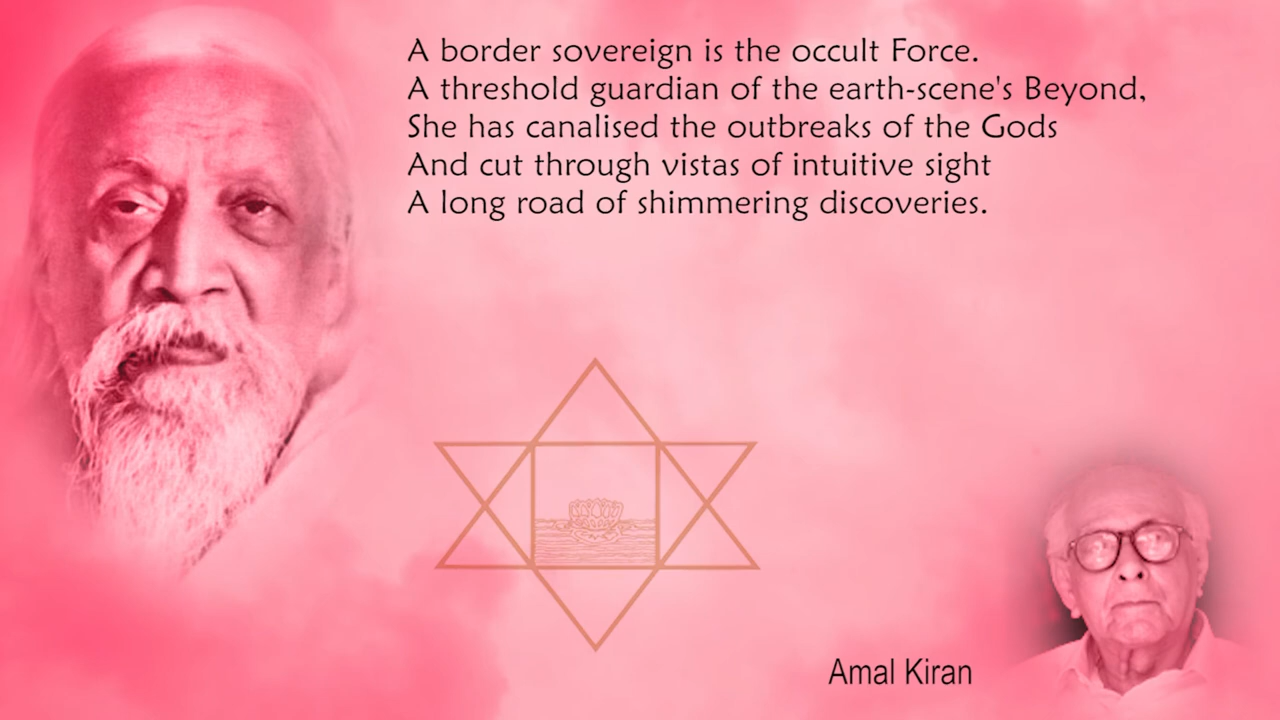 A border sovereign is the occult Force.
A threshold guardian of the earth-scene's Beyond,
She has canalised the outbreaks of the Gods
And cut through vistas of intuitive sight
A long road of shimmering discoveries.
Amal Kiran